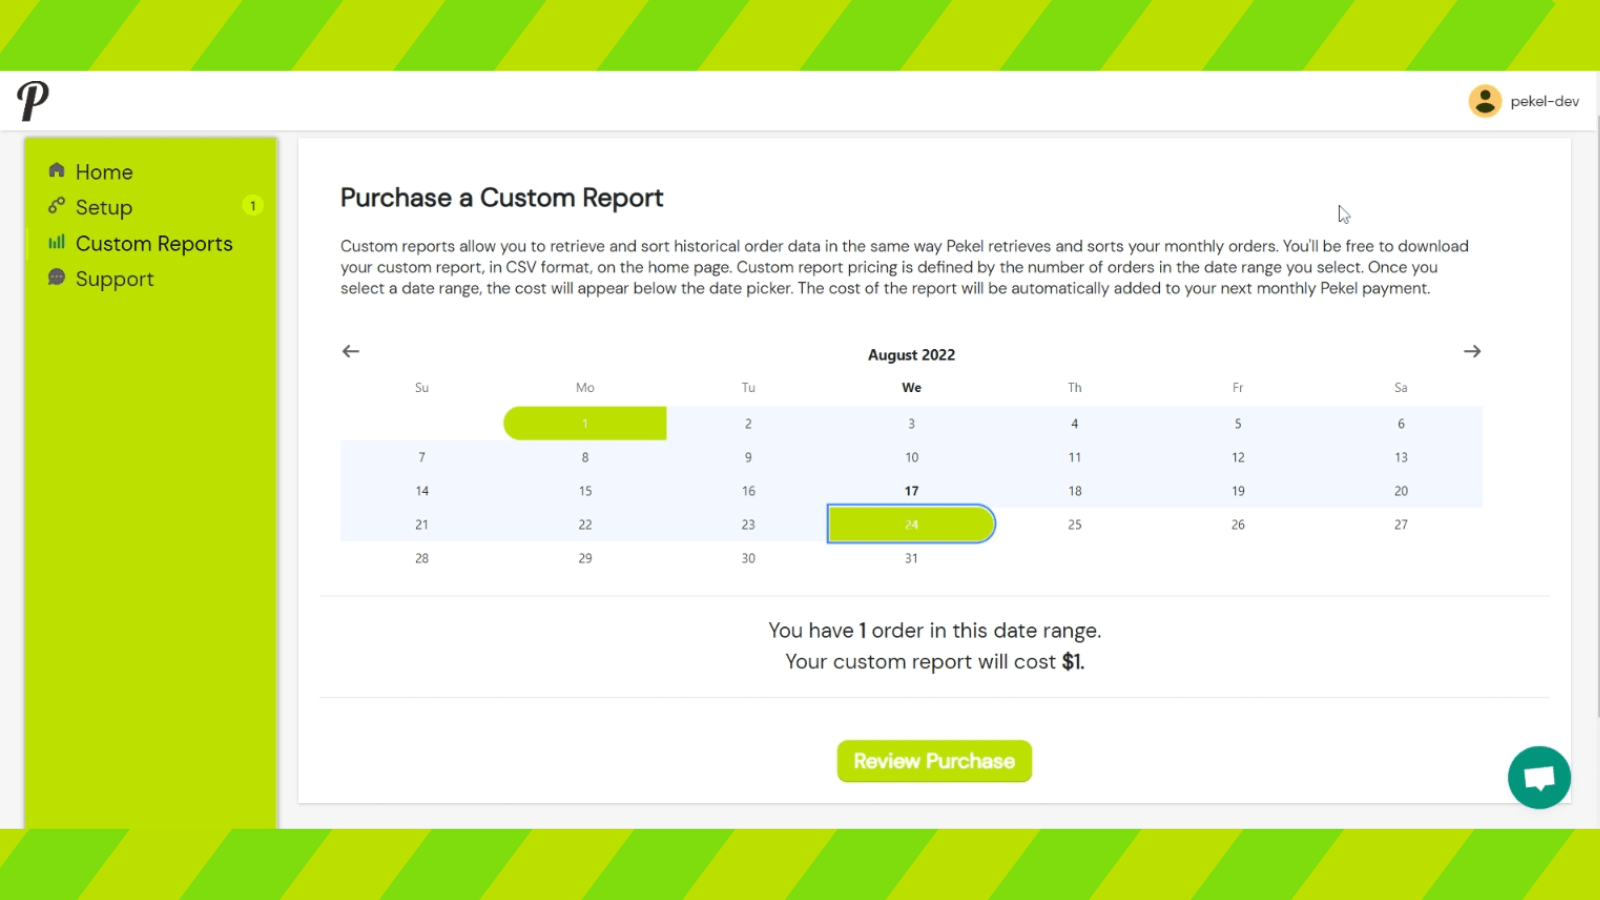 P
pekel-dev
Home
Setup
1
Custom Reports
Support
Purchase a Custom Report
Custom reports allow you to retrieve and sort historical order data in the same way Pekel retrieves and sorts your monthly orders. You'll be free to download
your custom report, in CSV format, on the home page. Custom report pricing is defined by the number of orders in the date range you select. Once you
select a date range, the cost will appear below the date picker. The cost of the report will be automatically added to your next monthly Pekel payment.
August 2022
Su Mo Tu We Th Fr Sa
1 2 3 4 5 6
7 8 9 10 11 12 13
14 15 16 17 18 19 20
21 22 23 24 25 26 27
28 29 30 31
You have 1 order in this date range.
Your custom report will cost $1.
Review Purchase